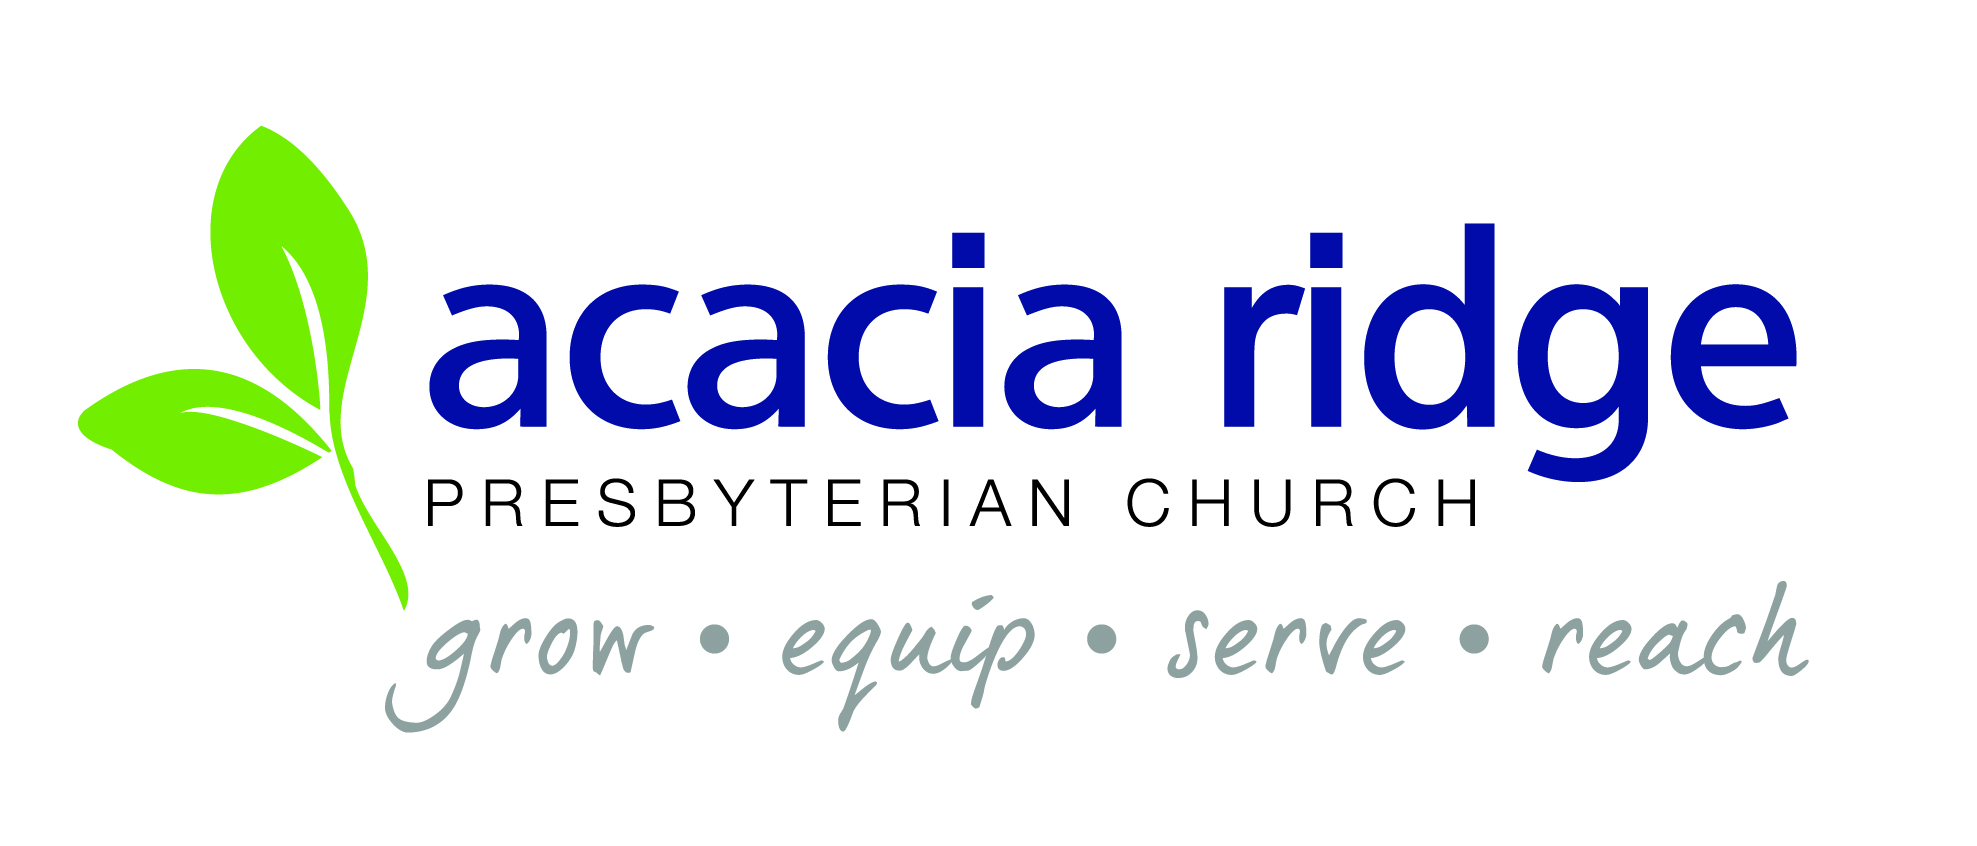 acacia ridge
PRESBYTERIAN CHURCH
grow • equip • serve • reach